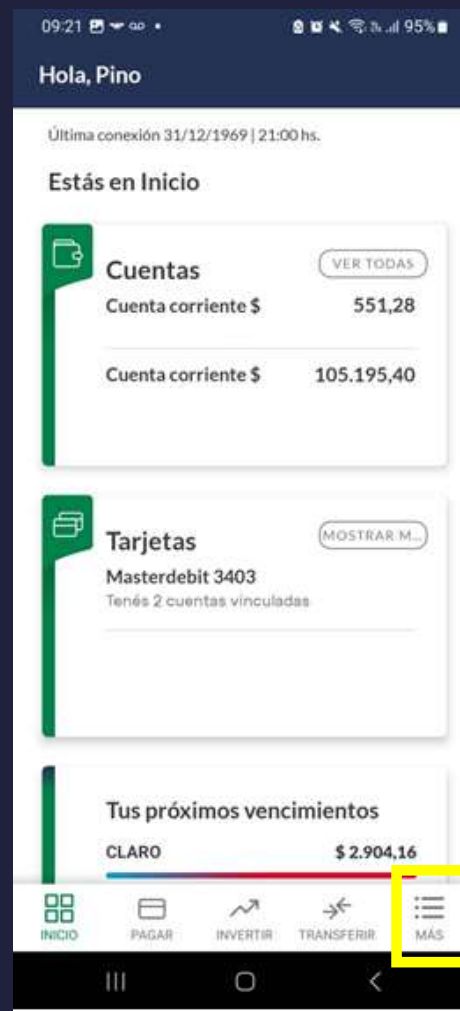 09:21 95%
Hola, Pino
Última conexión 31/12/1969 | 21:00 hs.
Estás en Inicio
Cuentas VER TODAS
Cuenta corriente $ 551,28
Cuenta corriente $ 105.195,40
Tarjetas MOSTRAR M...
Masterdebit 3403
Tenés 2 cuentas vinculadas
Tus próximos vencimientos
CLARO $ 2.904,16
INICIO PAGAR INVERTIR TRANSFERIR MÁS